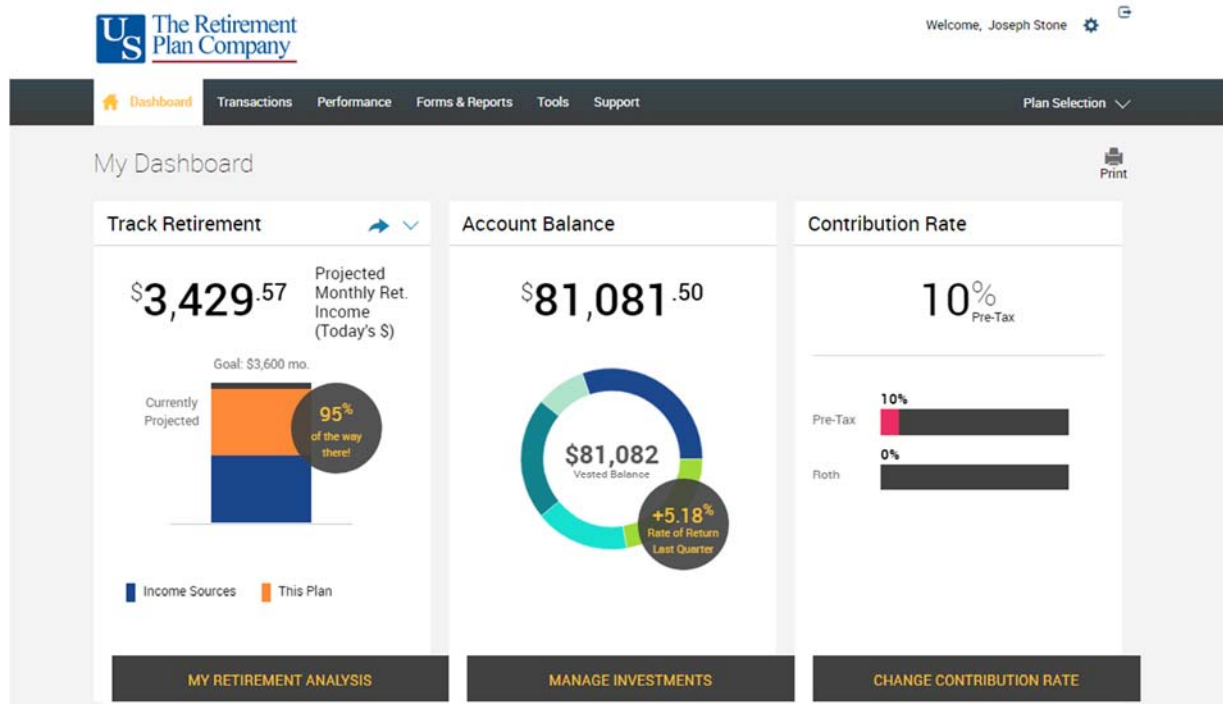 US The Retirement
Plan Company
Welcome, Joseph Stone
Dashboard Transactions Performance Forms & Reports Tools Support Plan Selection
My Dashboard
Print
Track Retirement
$3,429.57
Projected
Monthly Ret.
Income
(Today's $)
Goal: $3,600 mo.
Currently
Projected
95%
of the way
there!
Income Sources This Plan
MY RETIREMENT ANALYSIS
Account Balance
$81,081.50
$81,082
Vested Balance
+5.18%
Rate of Return
Last Quarter
MANAGE INVESTMENTS
Contribution Rate
10%
Pre-Tax
10%
Pre-Tax
0%
Roth
CHANGE CONTRIBUTION RATE